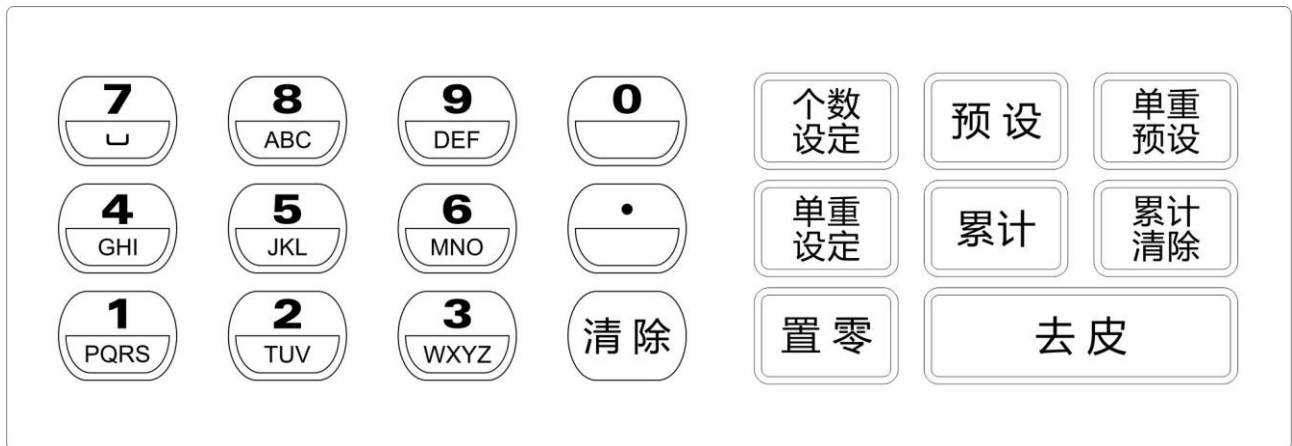 7
␣
8
ABC
9
DEF
0
个数
设定
预设
单重
预设
4
GHI
5
JKL
6
MNO
.
单重
设定
累计
累计
清除
1
PQRS
2
TUV
3
WXYZ
清除
置零
去皮